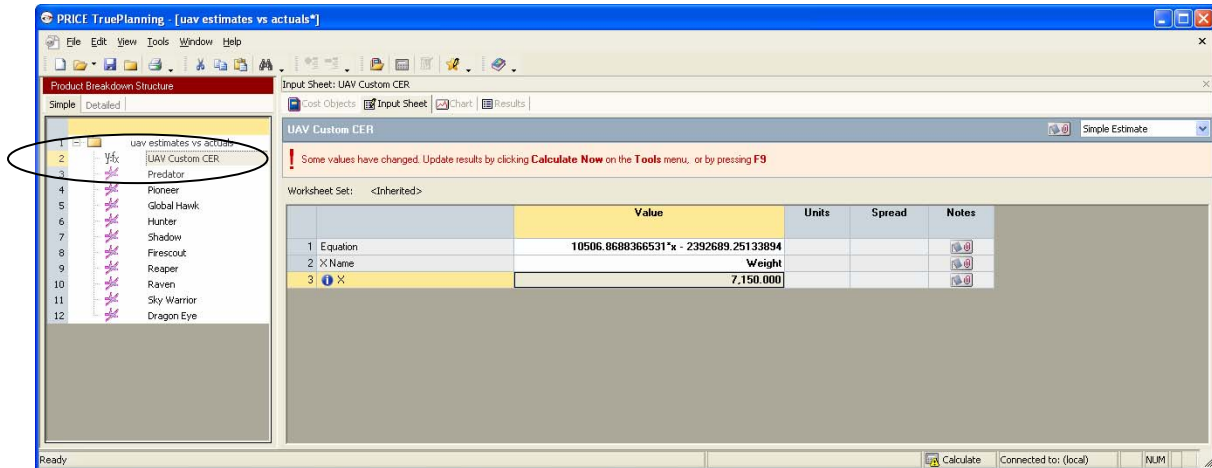 PRICE TruePlanning - [uav estimates vs actuals*]
File Edit View Tools Window Help
Product Breakdown Structure
Simple Detailed
1 uav estimates vs actuals
2 y=fx UAV Custom CER
3 Predator
4 Pioneer
5 Global Hawk
6 Hunter
7 Shadow
8 Firescout
9 Reaper
10 Raven
11 Sky Warrior
12 Dragon Eye
Input Sheet: UAV Custom CER
Cost Objects Input Sheet Chart Results
UAV Custom CER Simple Estimate
Some values have changed. Update results by clicking Calculate Now on the Tools menu, or by pressing F9
Worksheet Set: <Inherited>
Value Units Spread Notes
1 Equation 10506.8688366531*x - 2392689.25133894
2 X Name Weight
3 X 7,150.000
Ready Calculate Connected to: (local) NUM